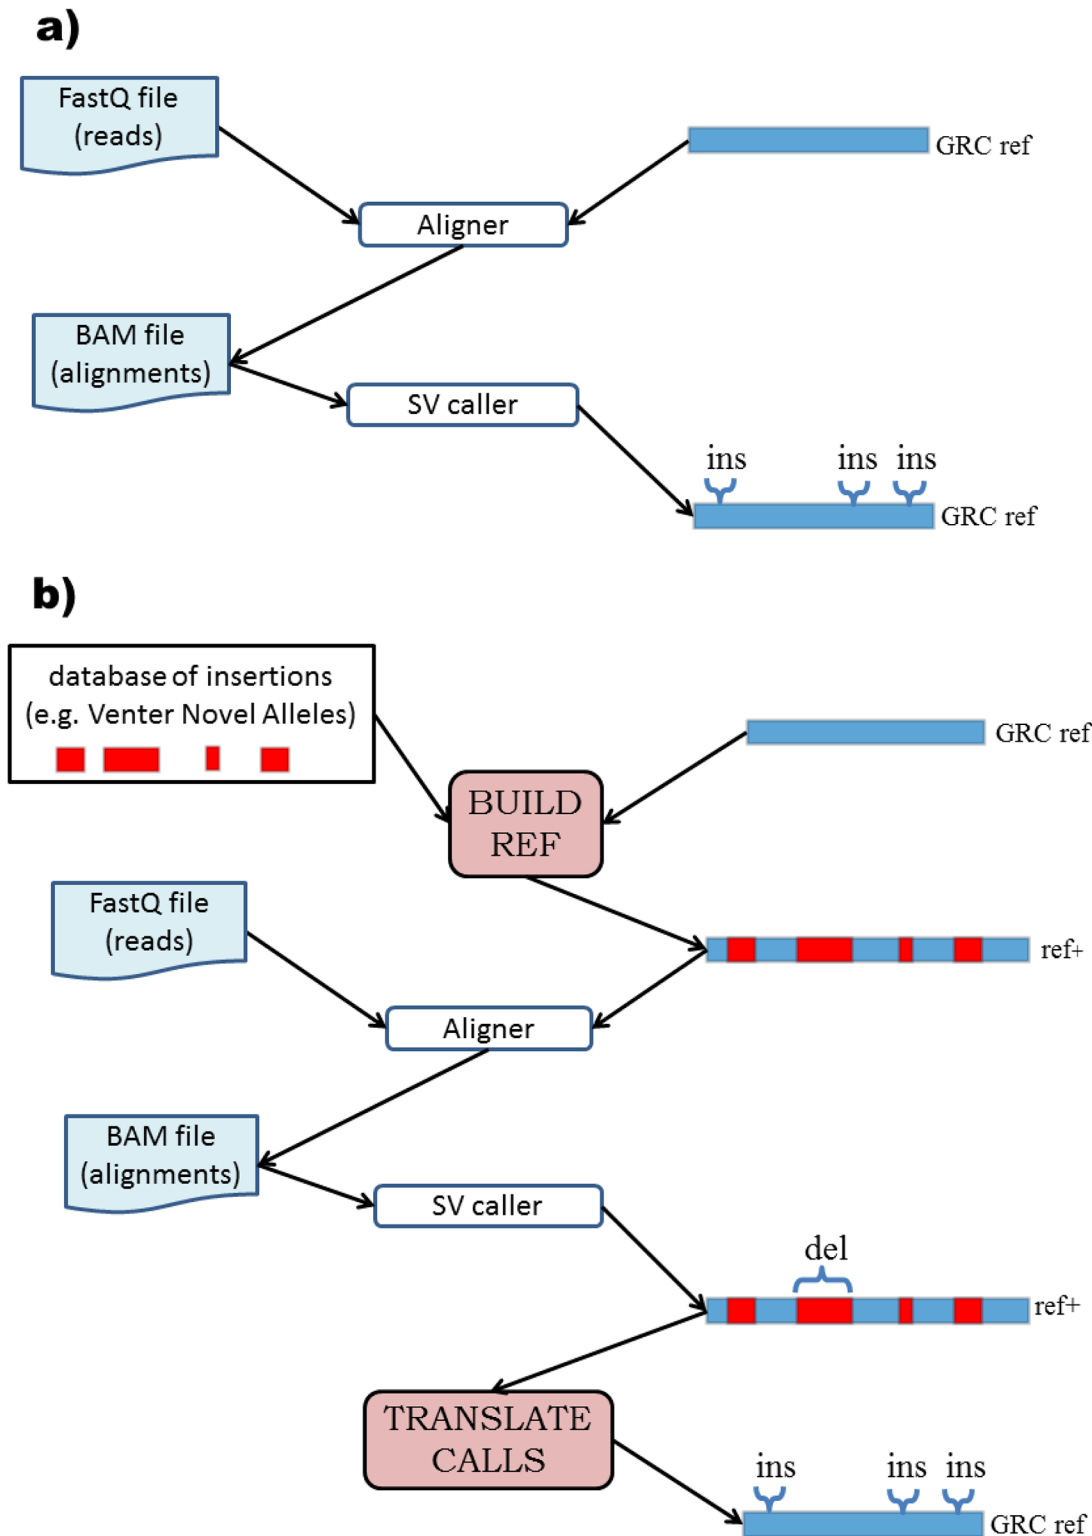 a)
FastQ file
(reads)
GRC ref
Aligner
BAM file
(alignments)
SV caller
ins ins ins
GRC ref
b)
database of insertions
(e.g. Venter Novel Alleles)
GRC ref
BUILD
REF
FastQ file
(reads)
ref+
Aligner
BAM file
(alignments)
SV caller
del
ref+
TRANSLATE
CALLS
ins ins ins
GRC ref